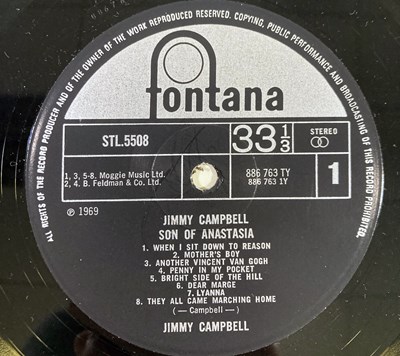 ALL RIGHTS OF THE RECORD PRODUCER AND OF THE OWNER OF THE WORK REPRODUCED RESERVED. COPYING, PUBLIC PERFORMANCE AND BROADCASTING OF THIS RECORD PROHIBITED.
fontana
STL.5508
33 1/3
STEREO
1, 3, 5-8. Moggie Music Ltd.
2, 4. B. Feldman & Co. Ltd.
886 763 TY
886 763 1Y
1
℗ 1969
JIMMY CAMPBELL
SON OF ANASTASIA
1. WHEN I SIT DOWN TO REASON
2. MOTHER'S BOY
3. ANOTHER VINCENT VAN GOGH
4. PENNY IN MY POCKET
5. BRIGHT SIDE OF THE HILL
6. DEAR MARGE
7. LYANNA
8. THEY ALL CAME MARCHING HOME
( — Campbell — )
JIMMY CAMPBELL